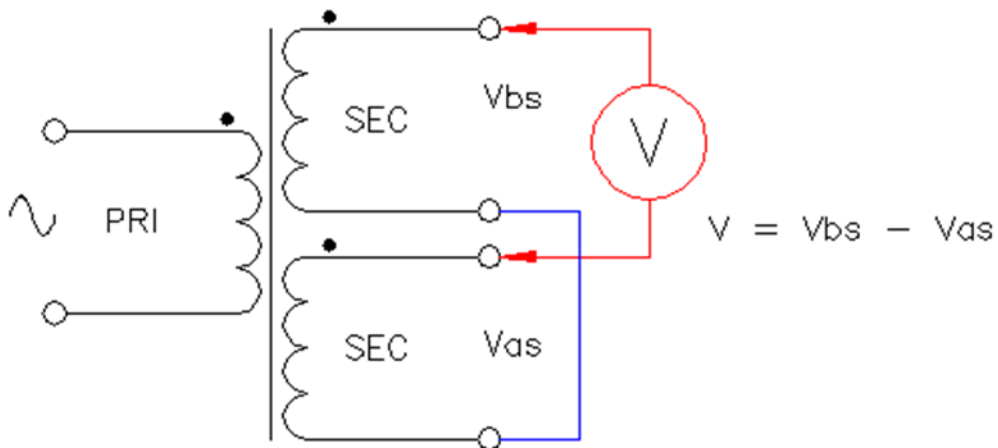 Vbs
SEC
V
PRI
V = Vbs - Vas
SEC
Vas